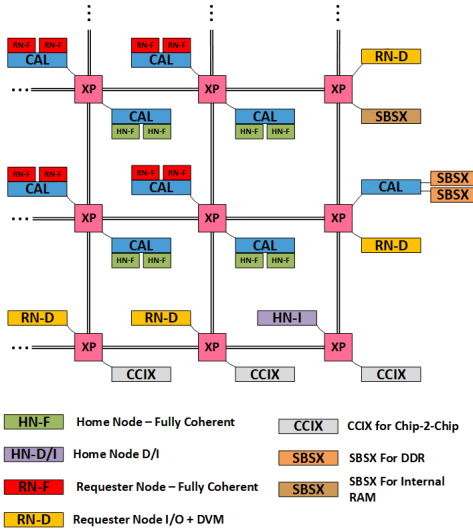 RN-F RN-F RN-F RN-F
CAL CAL RN-D
XP XP XP
CAL CAL SBSX
HN-F HN-F HN-F HN-F
RN-F RN-F RN-F RN-F
CAL CAL CAL SBSX
SBSX
XP XP XP
CAL CAL RN-D
HN-F HN-F HN-F HN-F
RN-D RN-D HN-I
XP XP XP
CCIX CCIX CCIX
HN-F Home Node – Fully Coherent
CCIX CCIX for Chip-2-Chip
HN-D/I Home Node D/I
SBSX SBSX For DDR
RN-F Requester Node – Fully Coherent
SBSX SBSX For Internal
RAM
RN-D Requester Node I/O + DVM